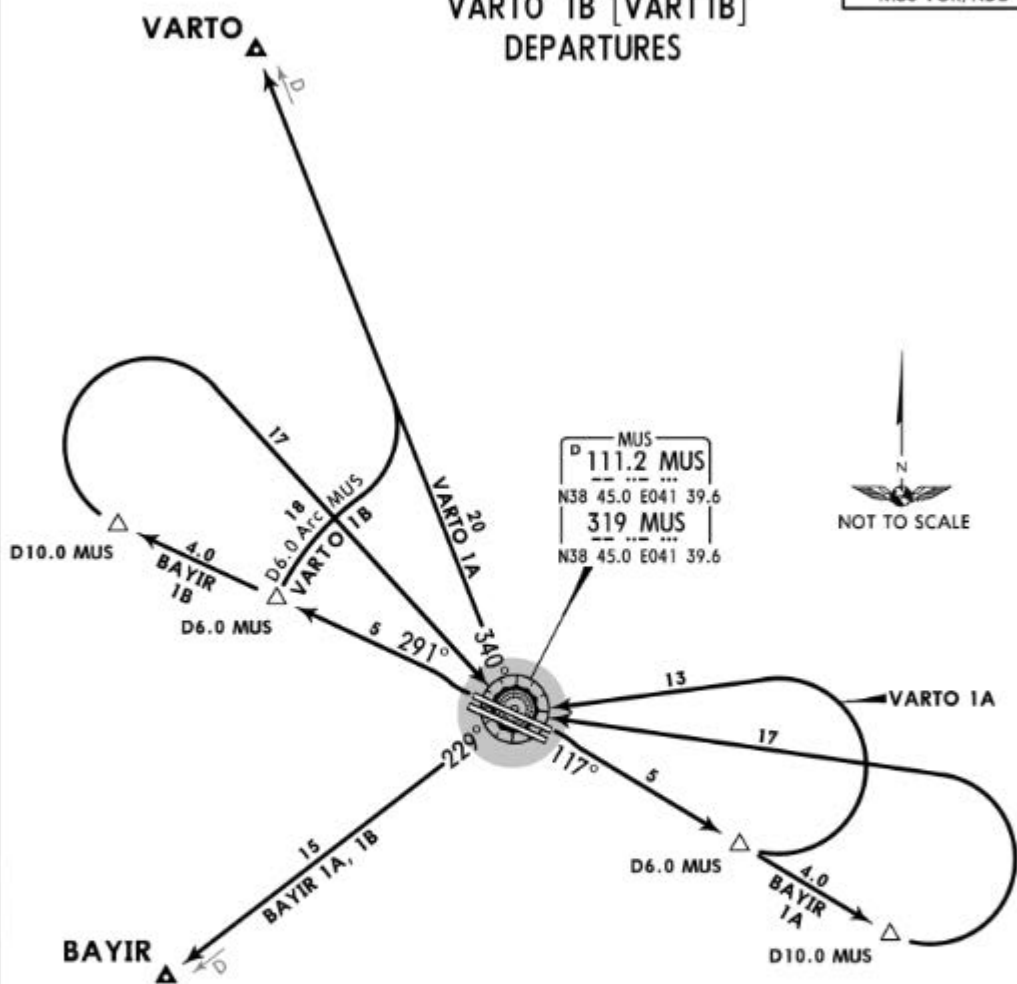 VARTO 1B [VART1B]
DEPARTURES
VARTO
D
17
18
D6.0 Arc MUS
VARTO 1B
20
VARTO 1A
MUS
D 111.2 MUS
N38 45.0 E041 39.6
319 MUS
N38 45.0 E041 39.6
N
NOT TO SCALE
D10.0 MUS
4.0
BAYIR
1B
D6.0 MUS
5
291°
340°
13
VARTO 1A
17
229°
117°
5
15
BAYIR 1A, 1B
D6.0 MUS
4.0
BAYIR
1A
D10.0 MUS
BAYIR
D